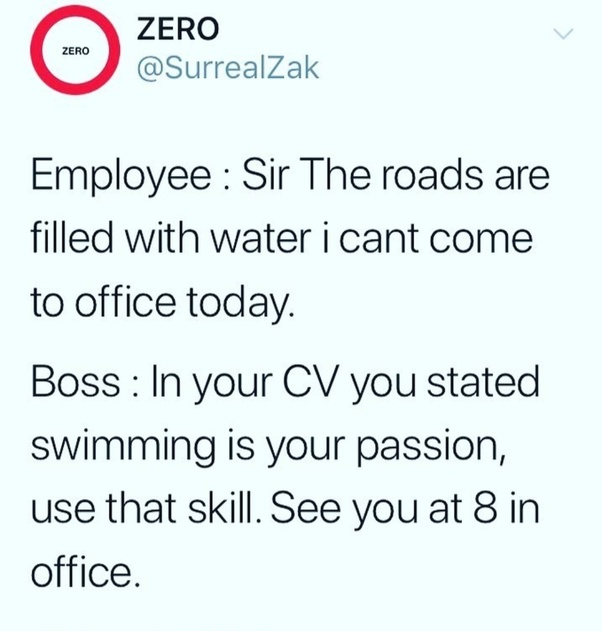 ZERO
ZERO
@SurrealZak
Employee : Sir The roads are
filled with water i cant come
to office today.
Boss : In your CV you stated
swimming is your passion,
use that skill. See you at 8 in
office.